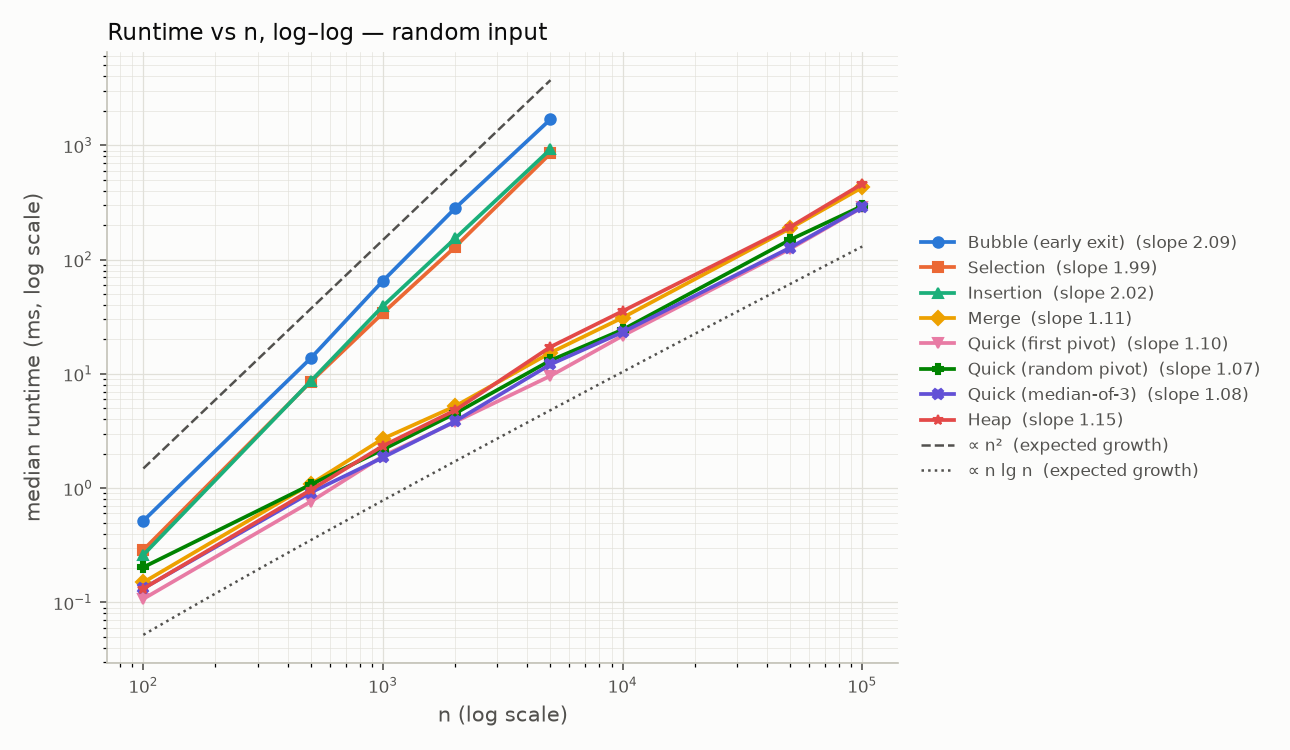 Runtime vs n, log–log — random input
median runtime (ms, log scale)
10³
10²
10¹
10⁰
10⁻¹
10²
10³
10⁴
10⁵
n (log scale)
Bubble (early exit)  (slope 2.09)
Selection  (slope 1.99)
Insertion  (slope 2.02)
Merge  (slope 1.11)
Quick (first pivot)  (slope 1.10)
Quick (random pivot)  (slope 1.07)
Quick (median-of-3)  (slope 1.08)
Heap  (slope 1.15)
∝ n²  (expected growth)
∝ n lg n  (expected growth)